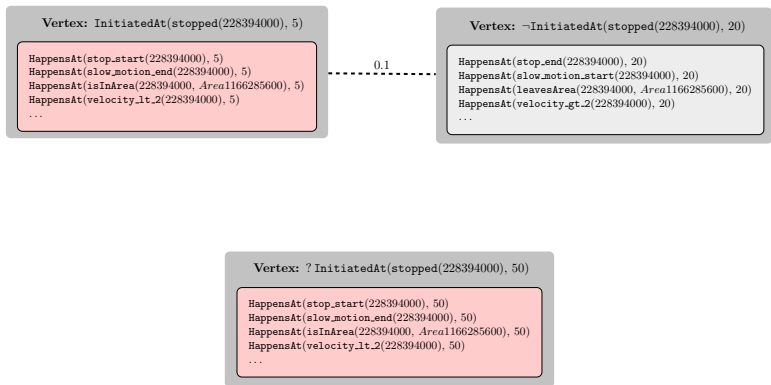 Vertex: InitiatedAt(stopped(228394000), 5)
HappensAt(stop_start(228394000), 5)
HappensAt(slow_motion_end(228394000), 5)
HappensAt(isInArea(228394000, Area1166285600), 5)
HappensAt(velocity_lt_2(228394000), 5)
...
0.1
Vertex: ¬InitiatedAt(stopped(228394000), 20)
HappensAt(stop_end(228394000), 20)
HappensAt(slow_motion_start(228394000), 20)
HappensAt(leavesArea(228394000, Area1166285600), 20)
HappensAt(velocity_gt_2(228394000), 20)
...
Vertex: ? InitiatedAt(stopped(228394000), 50)
HappensAt(stop_start(228394000), 50)
HappensAt(slow_motion_end(228394000), 50)
HappensAt(isInArea(228394000, Area1166285600), 50)
HappensAt(velocity_lt_2(228394000), 50)
...